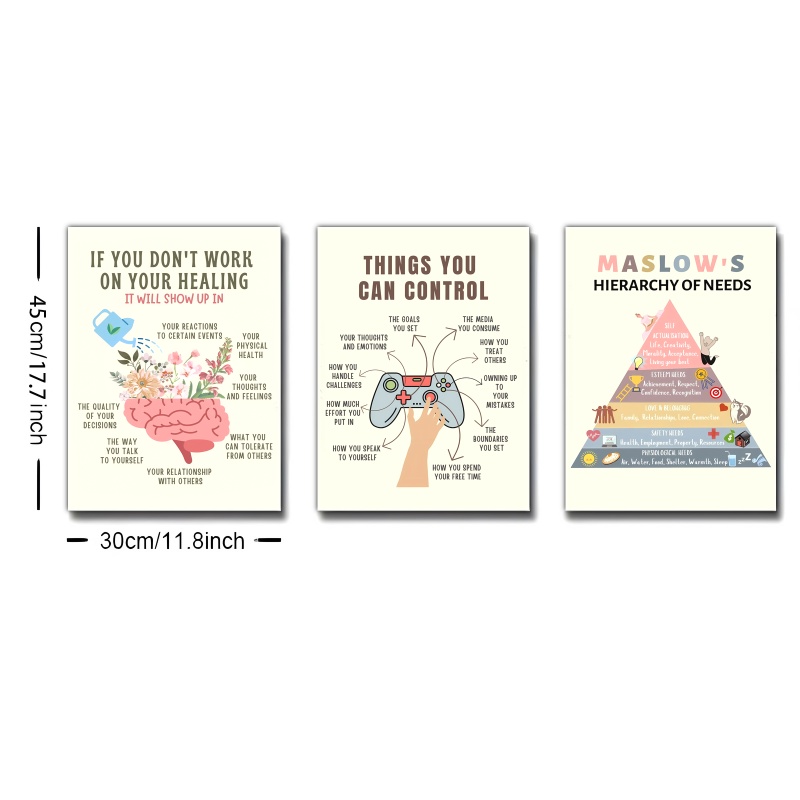 45cm/17.7inch
30cm/11.8inch
IF YOU DON'T WORK
ON YOUR HEALING
IT WILL SHOW UP IN
YOUR REACTIONS
TO CERTAIN EVENTS
YOUR
PHYSICAL
HEALTH
YOUR
THOUGHTS
AND FEELINGS
THE QUALITY
OF YOUR
DECISIONS
THE WAY
YOU TALK
TO YOURSELF
WHAT YOU
CAN TOLERATE
FROM OTHERS
YOUR RELATIONSHIP
WITH OTHERS
THINGS YOU
CAN CONTROL
THE GOALS
YOU SET
THE MEDIA
YOU CONSUME
YOUR THOUGHTS
AND EMOTIONS
HOW YOU
TREAT
OTHERS
HOW YOU
HANDLE
CHALLENGES
OWNING UP
TO
YOUR
MISTAKES
HOW MUCH
EFFORT YOU
PUT IN
THE
BOUNDARIES
YOU SET
HOW YOU SPEAK
TO YOURSELF
HOW YOU SPEND
YOUR FREE TIME
MASLOW'S
HIERARCHY OF NEEDS
SELF
ACTUALISATION
Life, Creativity,
Morality, Acceptance,
Living your best
ESTEEM NEEDS
Achievement, Respect,
Confidence, Recognition
LOVE & BELONGING
Family, Relationships, Love, Connection
SAFETY NEEDS
Health, Employment, Property, Resources
PHYSIOLOGICAL NEEDS
Air, Water, Food, Shelter, Warmth, Sleep
zzZ